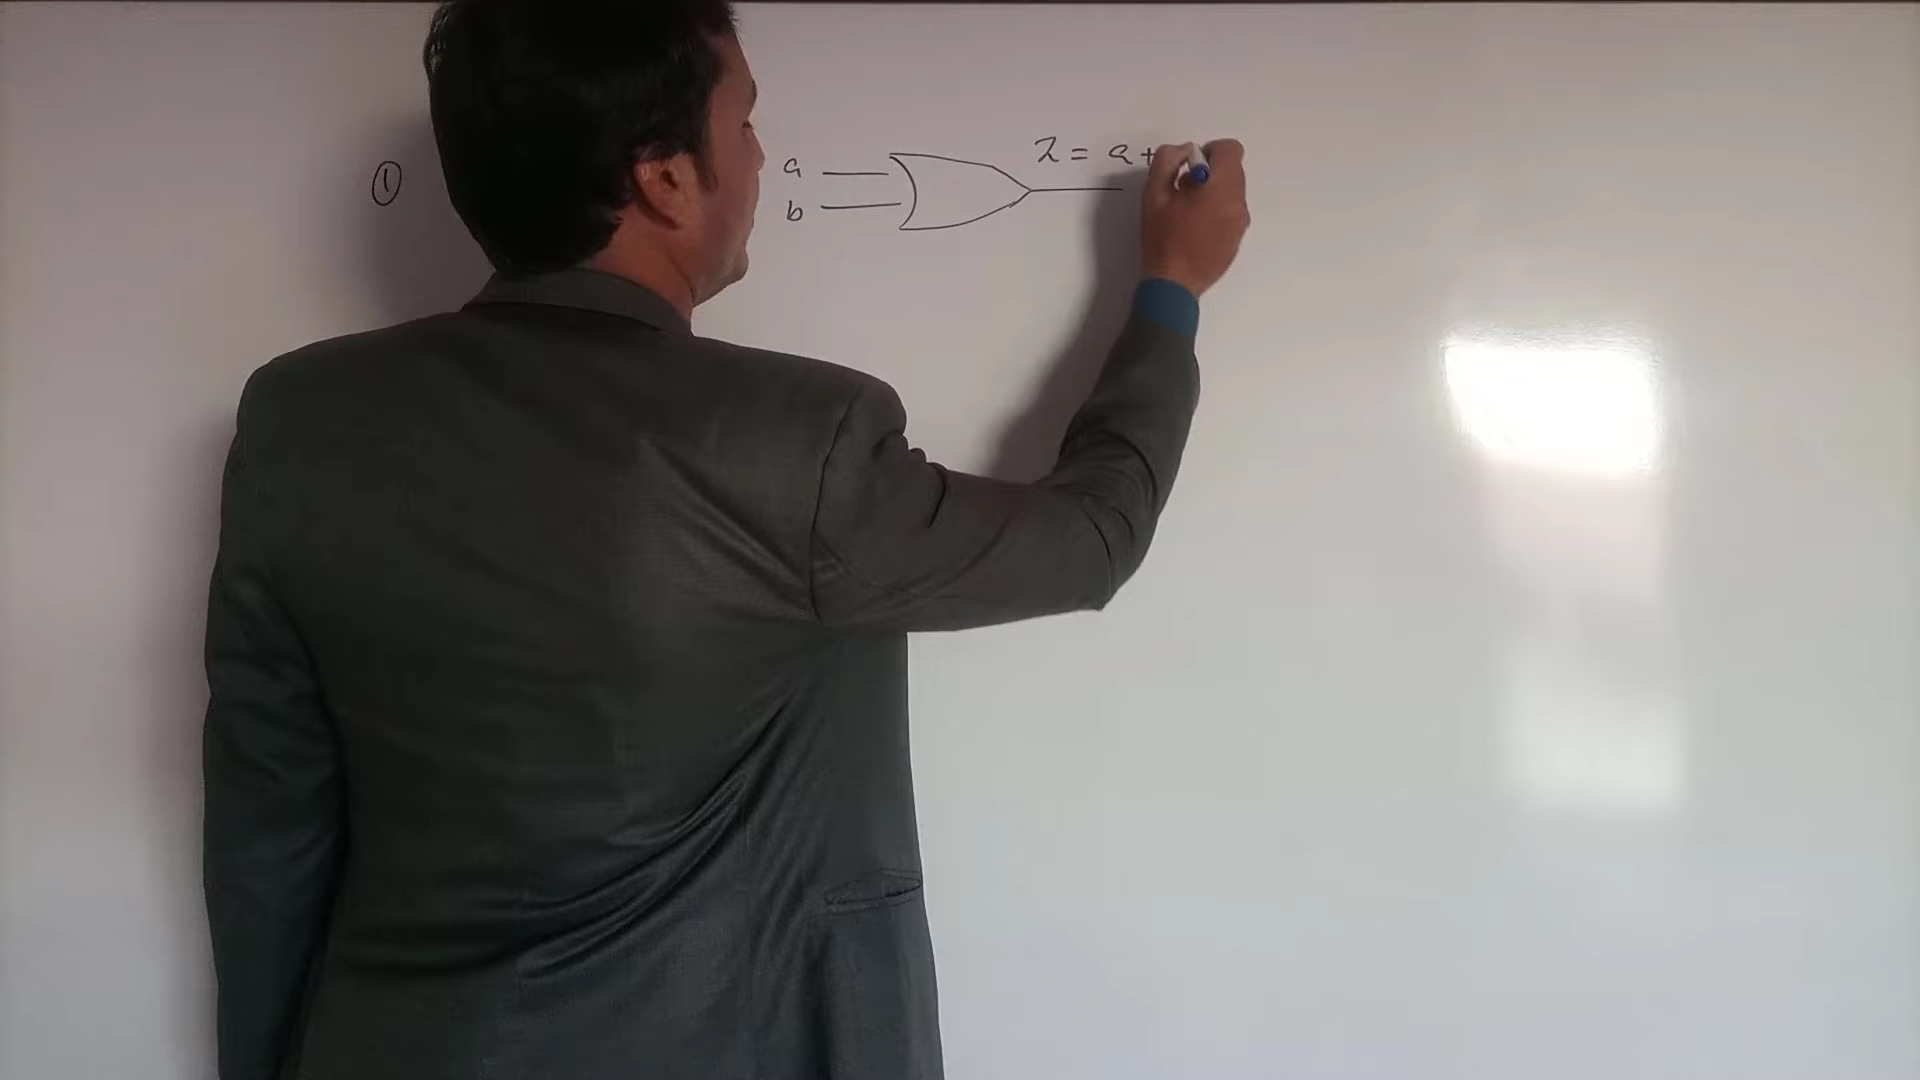 ①
a
b
z = a +